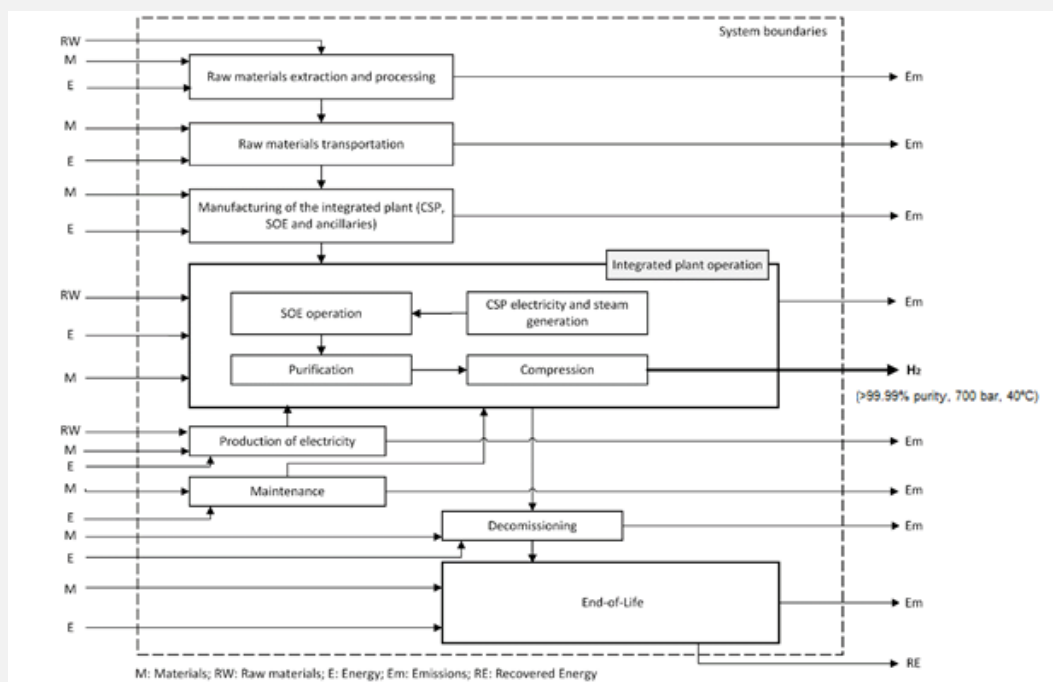 System boundaries
RW
M
E
Raw materials extraction and processing
Em
M
E
Raw materials transportation
Em
M
E
Manufacturing of the integrated plant (CSP,
SOE and ancillaries)
Em
Integrated plant operation
RW
E
M
SOE operation
CSP electricity and steam
generation
Em
Purification
Compression
H₂
(>99.99% purity, 700 bar, 40ºC)
RW
M
E
Production of electricity
Em
M
E
Maintenance
Em
M
E
Decomissioning
Em
M
E
End-of-Life
Em
RE
M: Materials; RW: Raw materials; E: Energy; Em: Emissions; RE: Recovered Energy